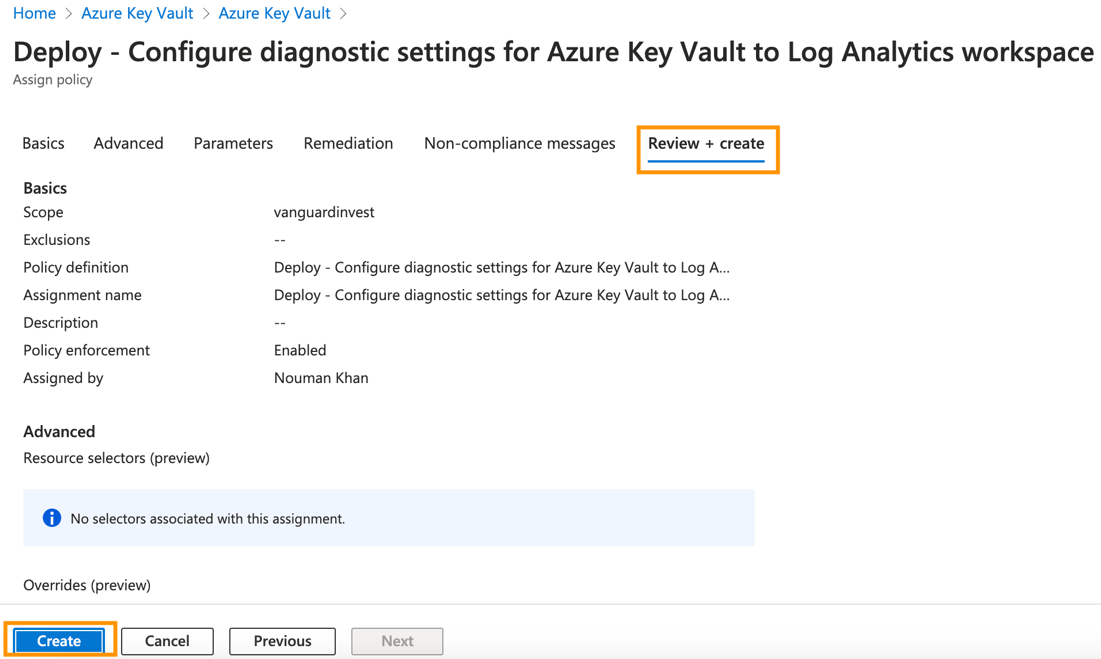 Home > Azure Key Vault > Azure Key Vault >
Deploy - Configure diagnostic settings for Azure Key Vault to Log Analytics workspace
Assign policy
Basics Advanced Parameters Remediation Non-compliance messages Review + create
Basics
Scope vanguardinvest
Exclusions --
Policy definition Deploy - Configure diagnostic settings for Azure Key Vault to Log A...
Assignment name Deploy - Configure diagnostic settings for Azure Key Vault to Log A...
Description --
Policy enforcement Enabled
Assigned by Nouman Khan
Advanced
Resource selectors (preview)
No selectors associated with this assignment.
Overrides (preview)
Create Cancel Previous Next